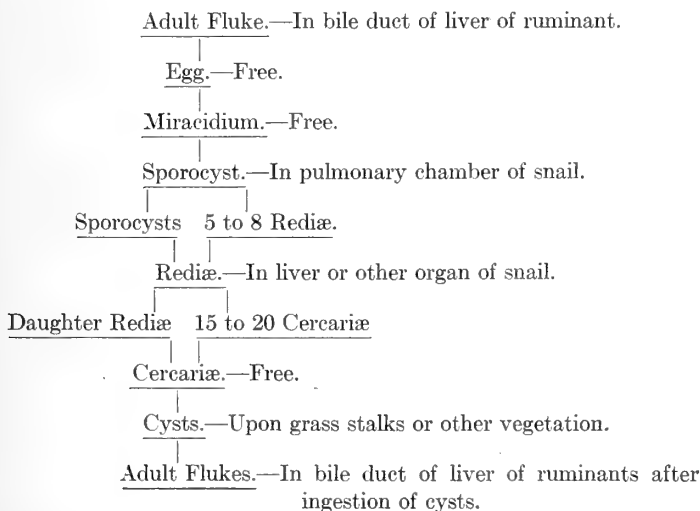 Adult Fluke.—In bile duct of liver of ruminant.
Egg.—Free.
Miracidium.—Free.
Sporocyst.—In pulmonary chamber of snail.
Sporocysts 5 to 8 Rediæ.
Rediæ.—In liver or other organ of snail.
Daughter Rediæ 15 to 20 Cercariæ
Cercariæ.—Free.
Cysts.—Upon grass stalks or other vegetation.
Adult Flukes.—In bile duct of liver of ruminants after
ingestion of cysts.